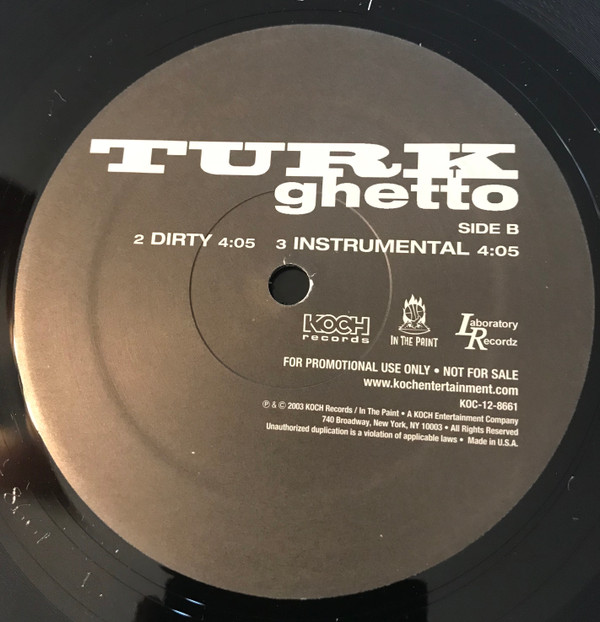 TURK
ghetto
SIDE B
2 DIRTY 4:05 3 INSTRUMENTAL 4:05
KOCH
records
IN THE PAINT
Laboratory
Recordz
FOR PROMOTIONAL USE ONLY • NOT FOR SALE
www.kochentertainment.com
KOC-12-8661
℗ & © 2003 KOCH Records / In The Paint • A KOCH Entertainment Company
740 Broadway, New York, NY 10003 • All Rights Reserved
Unauthorized duplication is a violation of applicable laws • Made in U.S.A.